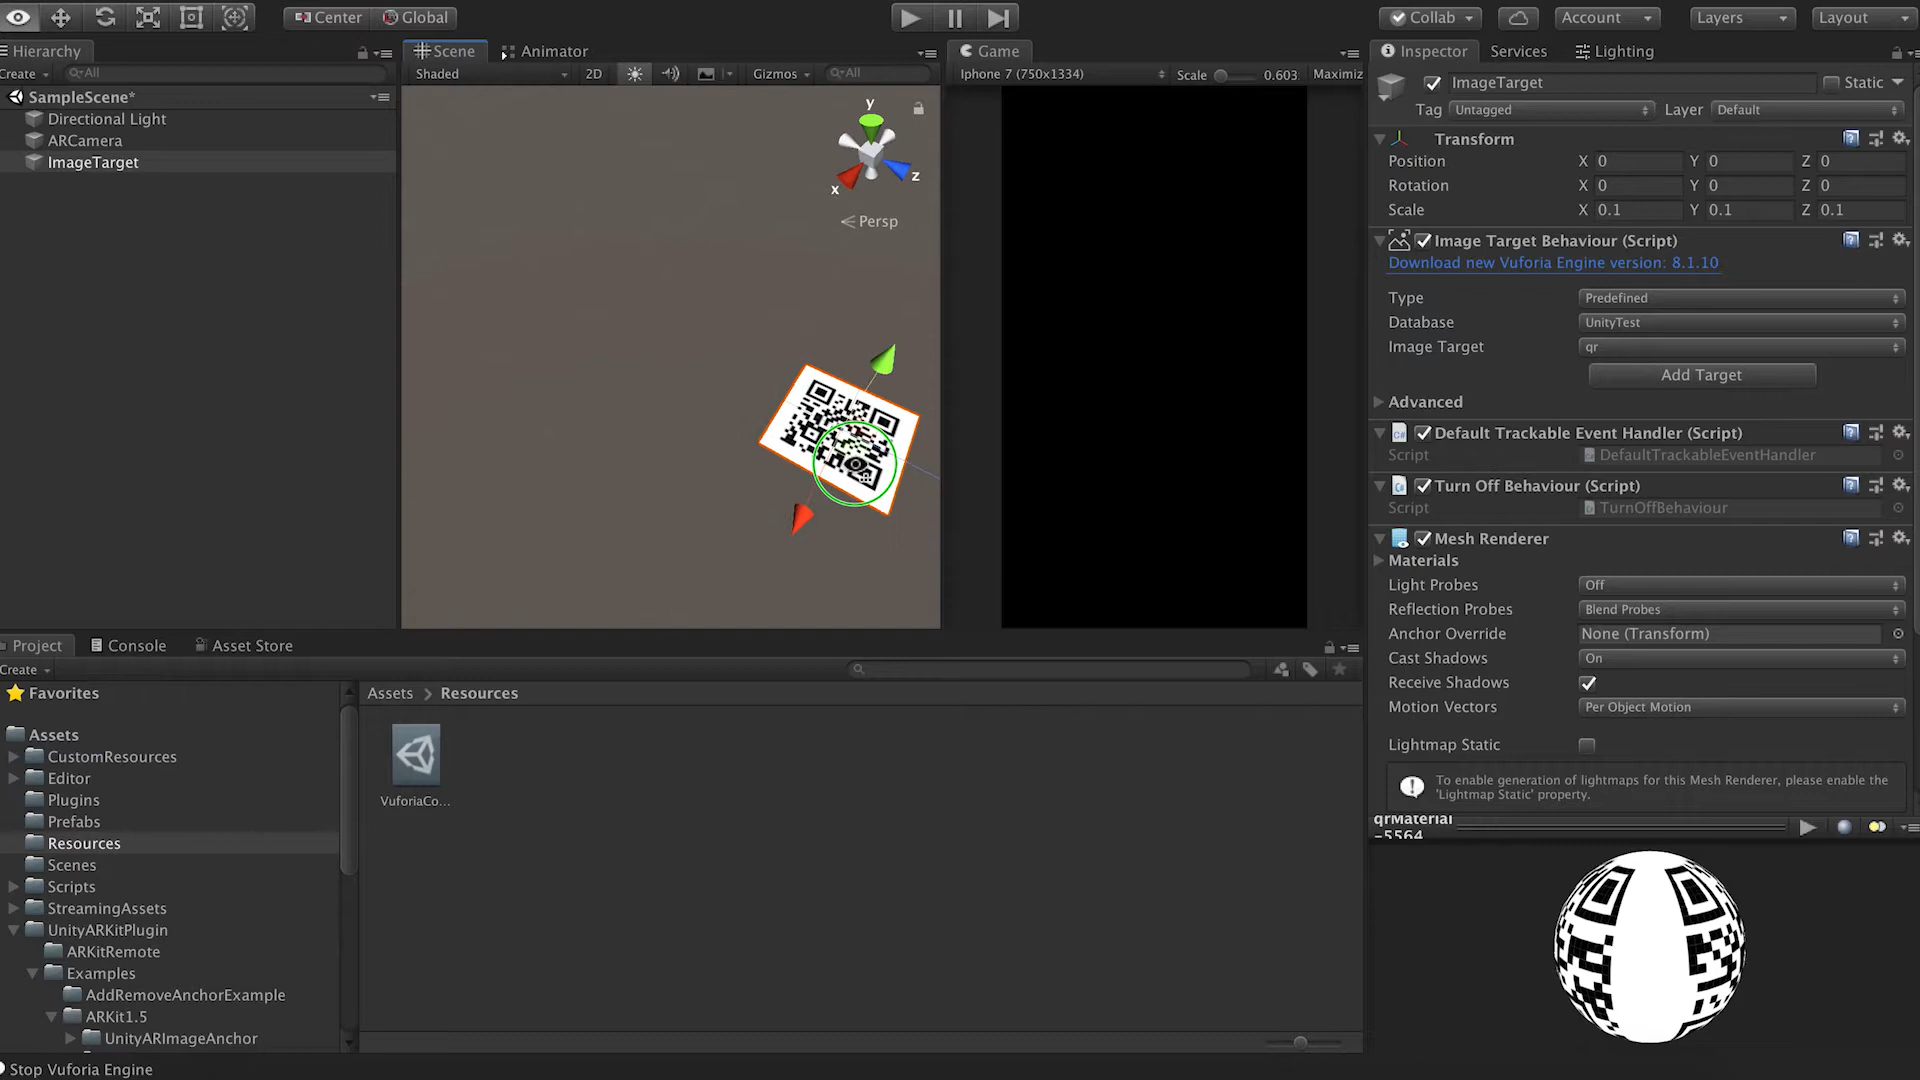 Center
Global
Collab
Account
Layers
Layout
Hierarchy
Create
All
SampleScene*
Directional Light
ARCamera
ImageTarget
Scene
Animator
Shaded
2D
Gizmos
All
y
x
z
Persp
Game
Iphone 7 (750x1334)
Scale
0.603
Maximiz
Inspector
Services
Lighting
ImageTarget
Static
Tag
Untagged
Layer
Default
Transform
Position X 0 Y 0 Z 0
Rotation X 0 Y 0 Z 0
Scale X 0.1 Y 0.1 Z 0.1
Image Target Behaviour (Script)
Download new Vuforia Engine version: 8.1.10
Type Predefined
Database UnityTest
Image Target qr
Add Target
Advanced
Default Trackable Event Handler (Script)
Script DefaultTrackableEventHandler
Turn Off Behaviour (Script)
Script TurnOffBehaviour
Mesh Renderer
Materials
Light Probes Off
Reflection Probes Blend Probes
Anchor Override None (Transform)
Cast Shadows On
Receive Shadows
Motion Vectors Per Object Motion
Lightmap Static
To enable generation of lightmaps for this Mesh Renderer, please enable the
'Lightmap Static' property.
qrMaterial
-5564
Project
Console
Asset Store
Create
Favorites
Assets
CustomResources
Editor
Plugins
Prefabs
Resources
Scenes
Scripts
StreamingAssets
UnityARKitPlugin
ARKitRemote
Examples
AddRemoveAnchorExample
ARKit1.5
UnityARImageAnchor
Assets
Resources
VuforiaCo...
Stop Vuforia Engine